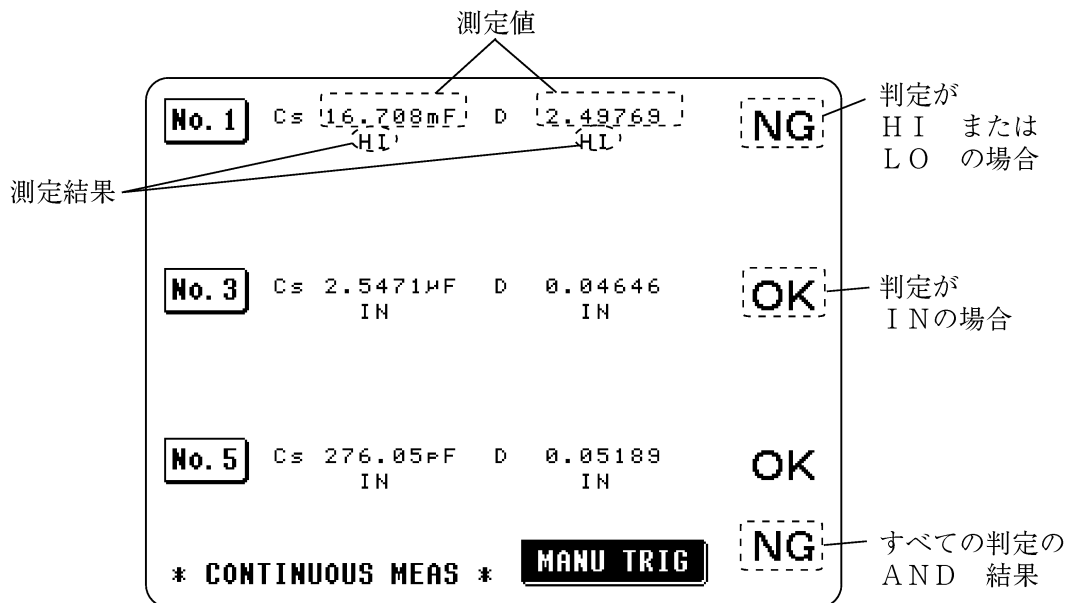 測定値
No. 1 Cs 16.708mF D 2.49769 NG
HI HI
判定が
ＨＩ　または
ＬＯ　の場合
測定結果
No. 3 Cs 2.5471μF D 0.04646 OK
IN IN
判定が
ＩＮの場合
No. 5 Cs 276.05pF D 0.05189 OK
IN IN
NG
* CONTINUOUS MEAS * MANU TRIG
すべての判定の
ＡＮＤ　結果